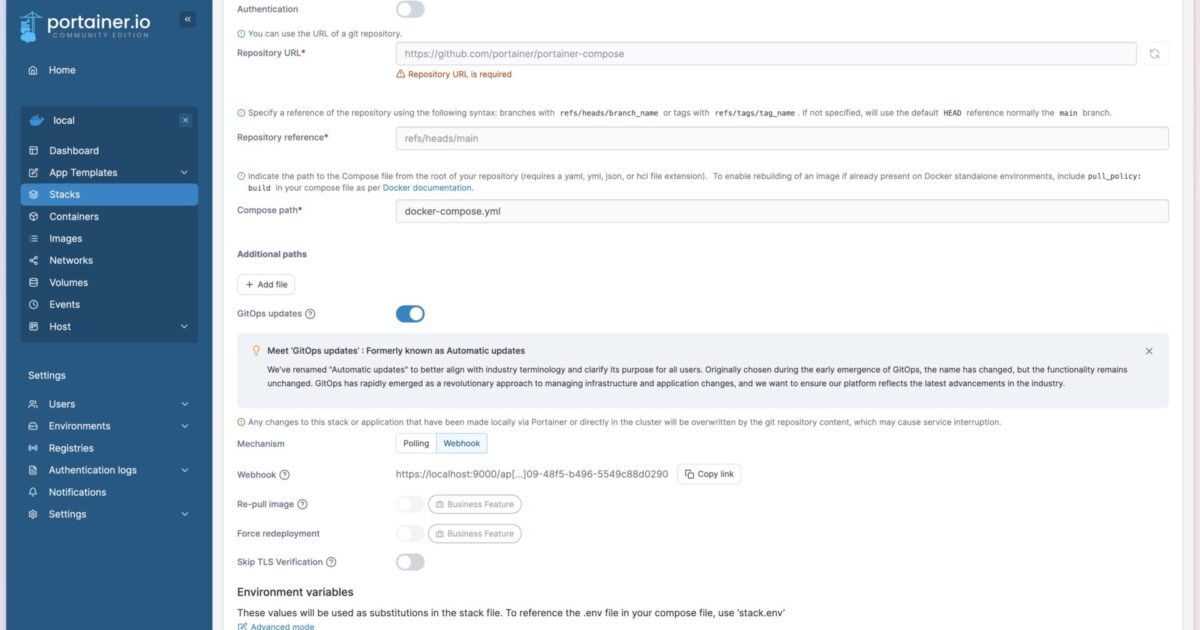 portainer.io
COMMUNITY EDITION
Home
local
Dashboard
App Templates
Stacks
Containers
Images
Networks
Volumes
Events
Host
Settings
Users
Environments
Registries
Authentication logs
Notifications
Settings
Authentication
You can use the URL of a git repository.
Repository URL*
https://github.com/portainer/portainer-compose
Repository URL is required
Specify a reference of the repository using the following syntax: branches with refs/heads/branch_name or tags with refs/tags/tag_name . If not specified, will use the default HEAD reference normally the main branch.
Repository reference*
refs/heads/main
Indicate the path to the Compose file from the root of your repository (requires a yaml, yml, json, or hcl file extension). To enable rebuilding of an image if already present on Docker standalone environments, include pull_policy:
build in your compose file as per Docker documentation.
Compose path*
docker-compose.yml
Additional paths
+ Add file
GitOps updates
Meet 'GitOps updates' : Formerly known as Automatic updates
We've renamed "Automatic updates" to better align with industry terminology and clarify its purpose for all users. Originally chosen during the early emergence of GitOps, the name has changed, but the functionality remains
unchanged. GitOps has rapidly emerged as a revolutionary approach to managing infrastructure and application changes, and we want to ensure our platform reflects the latest advancements in the industry.
Any changes to this stack or application that have been made locally via Portainer or directly in the cluster will be overwritten by the git repository content, which may cause service interruption.
Mechanism
Polling
Webhook
Webhook
https://localhost:9000/ap[...]09-48f5-b496-5549c88d0290
Copy link
Re-pull image
Business Feature
Force redeployment
Business Feature
Skip TLS Verification
Environment variables
These values will be used as substitutions in the stack file. To reference the .env file in your compose file, use 'stack.env'
Advanced mode